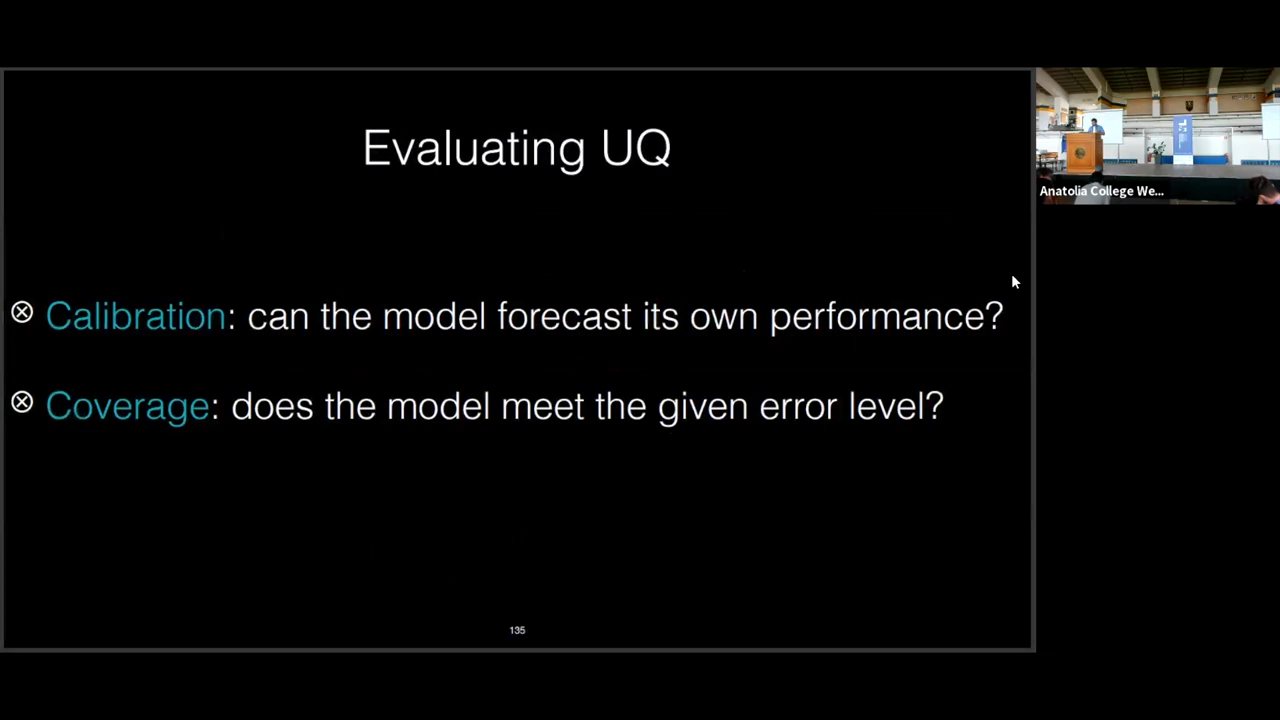 Evaluating UQ
⊗ Calibration: can the model forecast its own performance?
⊗ Coverage: does the model meet the given error level?
135
Anatolia College We...